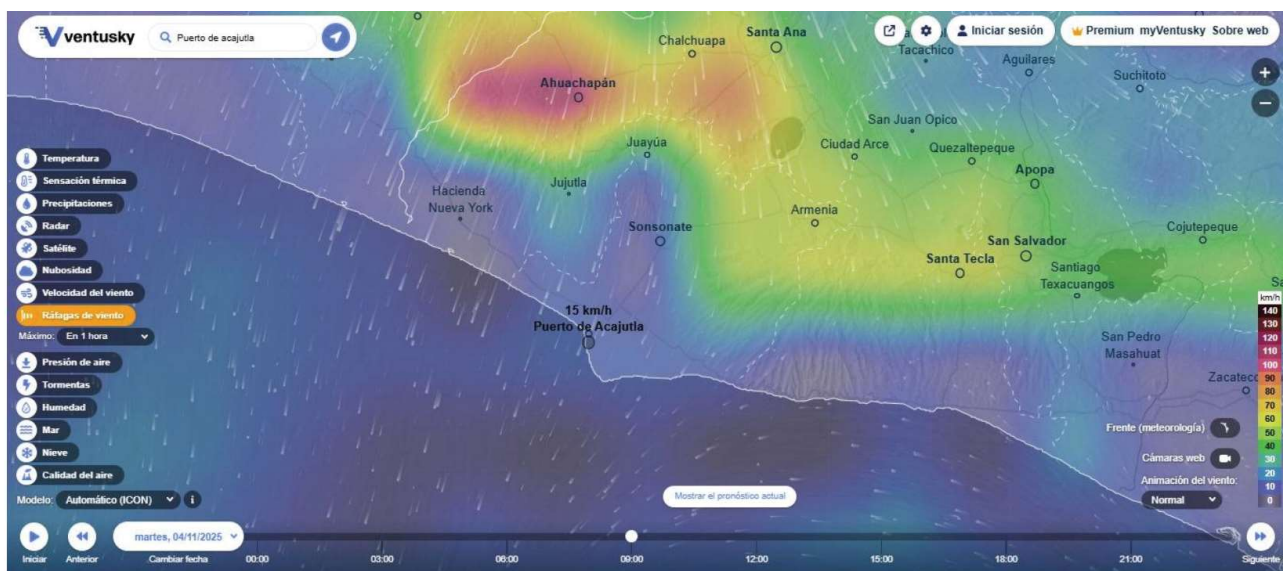 ventusky
Puerto de acajutla
Iniciar sesión
Premium myVentusky Sobre web
Temperatura
Sensación térmica
Precipitaciones
Radar
Satélite
Nubosidad
Velocidad del viento
Ráfagas de viento
Máximo: En 1 hora
Presión de aire
Tormentas
Humedad
Mar
Nieve
Calidad del aire
Modelo: Automático (ICON) i
Chalchuapa
Santa Ana
Tacachico
Aguilares
Suchitoto
Ahuachapán
San Juan Opico
Juayúa
Ciudad Arce
Quezaltepeque
Apopa
Jujutla
Hacienda
Nueva York
Armenia
Sonsonate
San Salvador
Cojutepeque
Santa Tecla
Santiago
Texacuangos
15 km/h
Puerto de Acajutla
San Pedro
Masahuat
Zacatec
km/h
140
130
120
110
100
90
80
70
60
50
40
30
20
10
0
Frente (meteorología)
Cámaras web
Animación del viento:
Normal
Mostrar el pronóstico actual
Iniciar
Anterior
martes, 04/11/2025
Cambiar fecha
00:00
03:00
06:00
09:00
12:00
15:00
18:00
21:00
Siguiente